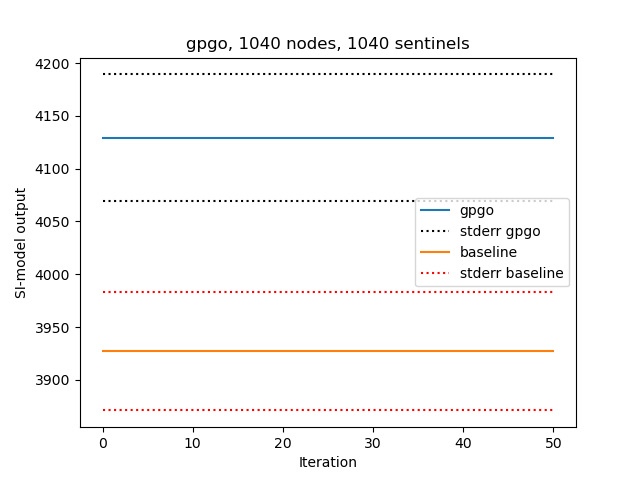 gpgo, 1040 nodes, 1040 sentinels
SI-model output
4200
4150
4100
4050
4000
3950
3900
gpgo
stderr gpgo
baseline
stderr baseline
0 10 20 30 40 50
Iteration